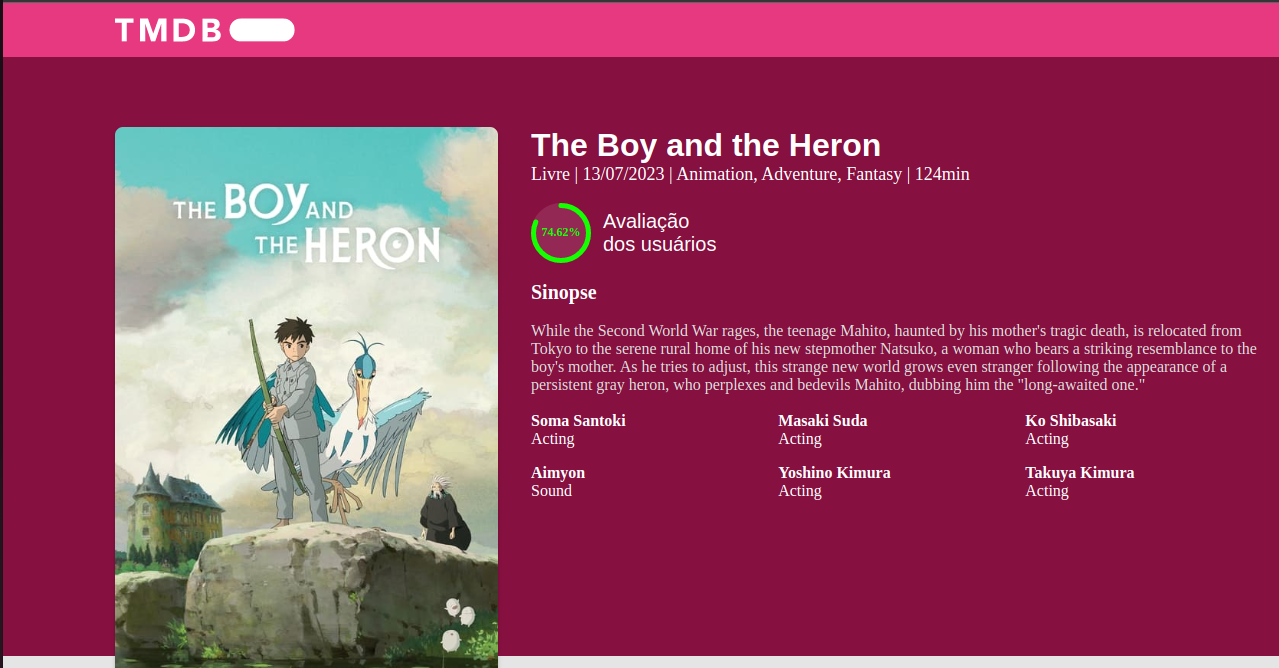 TMDB
THE BOY AND
THE HERON
The Boy and the Heron
Livre | 13/07/2023 | Animation, Adventure, Fantasy | 124min
74.62%
Avaliação
dos usuários
Sinopse
While the Second World War rages, the teenage Mahito, haunted by his mother's tragic death, is relocated from
Tokyo to the serene rural home of his new stepmother Natsuko, a woman who bears a striking resemblance to the
boy's mother. As he tries to adjust, this strange new world grows even stranger following the appearance of a
persistent gray heron, who perplexes and bedevils Mahito, dubbing him the "long-awaited one."
Soma Santoki Masaki Suda Ko Shibasaki
Acting Acting Acting
Aimyon Yoshino Kimura Takuya Kimura
Sound Acting Acting